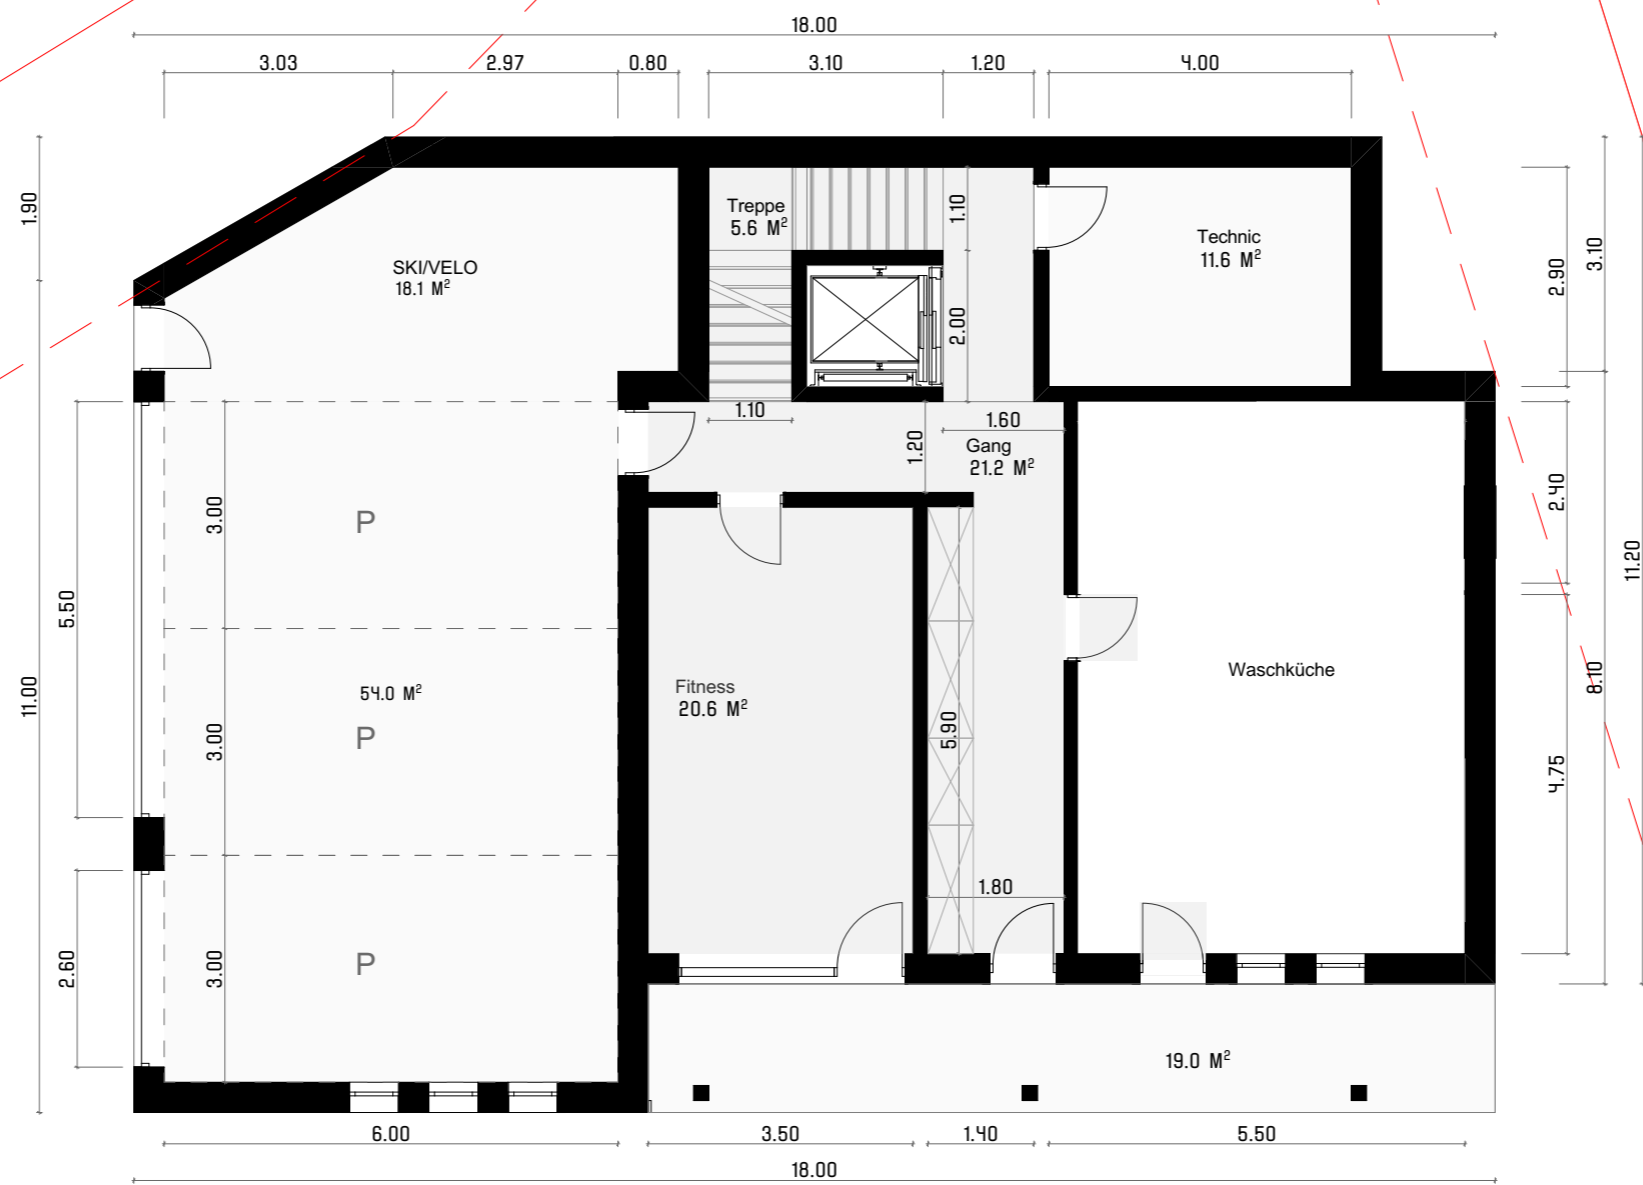 18.00
3.03 2.97 0.80 3.10 1.20 4.00
1.90
Treppe
5.6 M²
1.10
Technic
11.6 M²
3.10
2.90
SKI/VELO
18.1 M²
2.00
1.10
1.60
1.20
Gang
21.2 M²
2.40
3.00
P
11.20
5.50
11.00
54.0 M²
P
3.00
Fitness
20.6 M²
5.90
Waschküche
8.10
4.75
1.80
2.60
3.00
P
19.0 M²
6.00 3.50 1.40 5.50
18.00